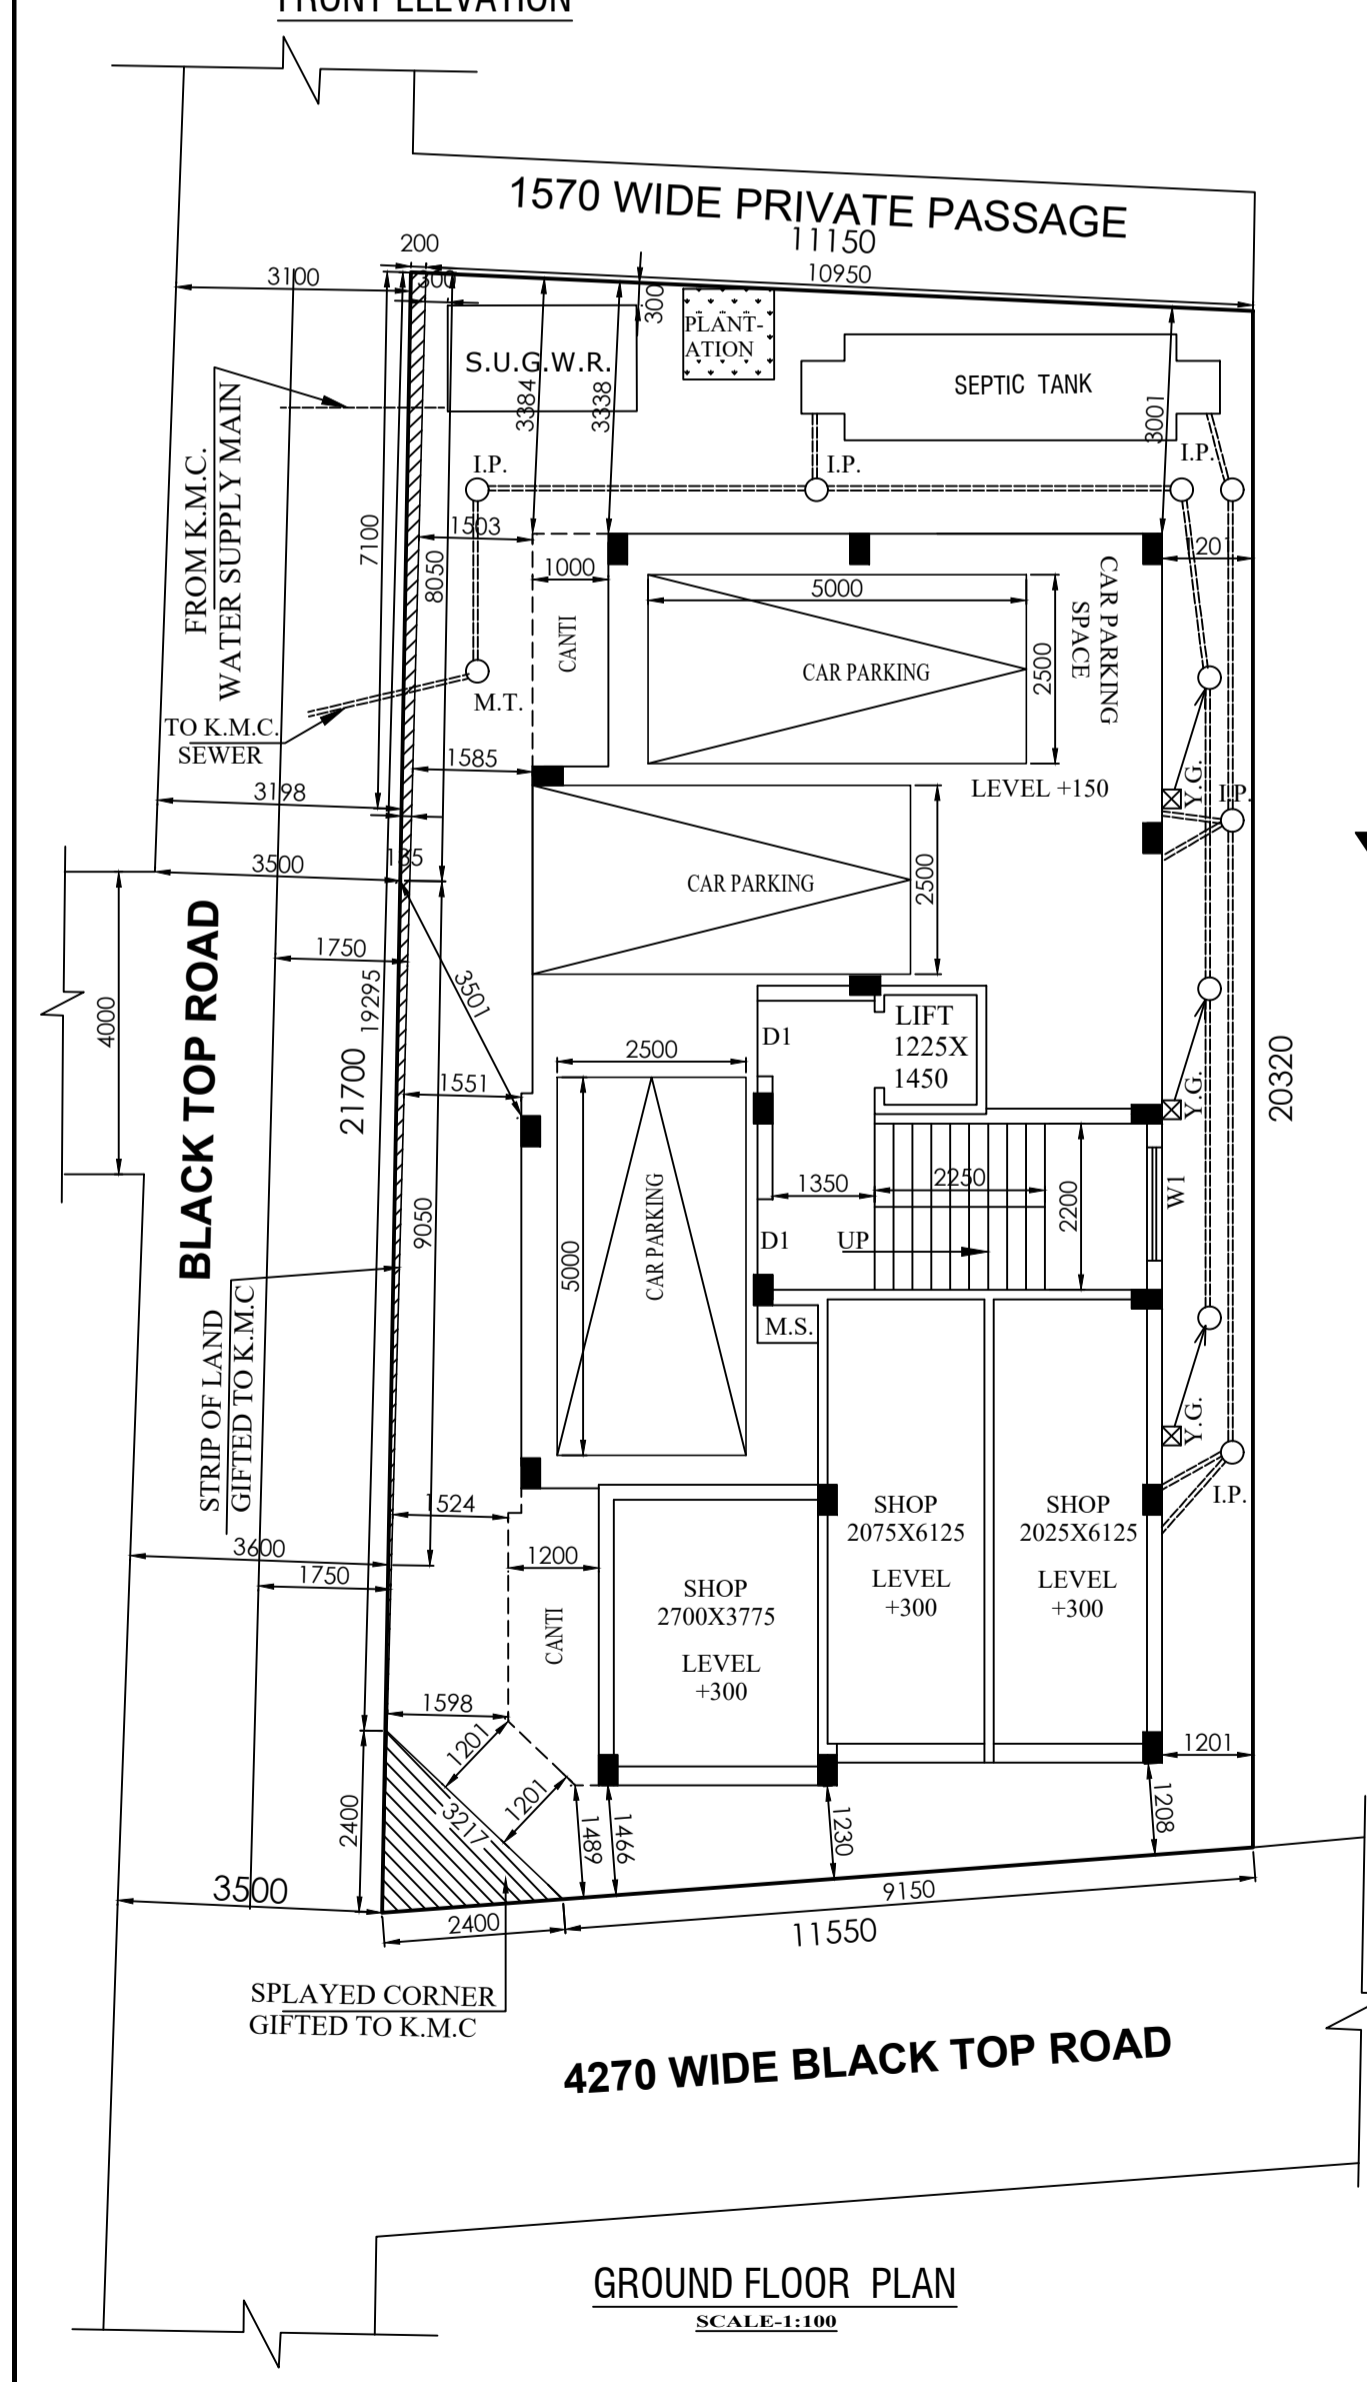 FRONT ELEVATION
1570 WIDE PRIVATE PASSAGE
11150
200
10950
3100
300
300
PLANT-
ATION
S.U.G.W.R.
3384
3338
SEPTIC TANK
3001
FROM K.M.C.
WATER SUPPLY MAIN
I.P.
I.P.
I.P.
7100
8050
1503
1000
CANTI
5000
CAR PARKING
2500
CAR PARKING
SPACE
1201
M.T.
TO K.M.C.
SEWER
1585
3198
LEVEL +150
Y.G.
I.P.
3500
185
CAR PARKING
2500
BLACK TOP ROAD
1750
19295
3501
4000
21700
LIFT
1225X
1450
D1
2500
1551
Y.G.
20320
1350
2250
2200
W1
9050
5000
CAR PARKING
D1
UP
M.S.
STRIP OF LAND
GIFTED TO K.M.C
Y.G.
I.P.
1524
3600
1750
1200
CANTI
SHOP
2700X3775
LEVEL
+300
SHOP
2075X6125
LEVEL
+300
SHOP
2025X6125
LEVEL
+300
1598
1201
1201
3217
1489
1466
1230
1208
1201
2400
3500
2400
9150
11550
SPLAYED CORNER
GIFTED TO K.M.C
4270 WIDE BLACK TOP ROAD
GROUND FLOOR PLAN
SCALE-1:100